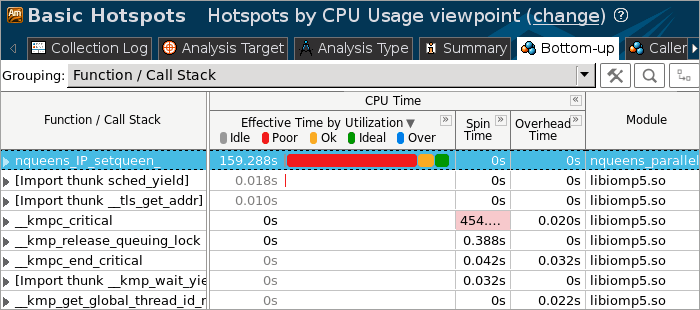 Basic Hotspots Hotspots by CPU Usage viewpoint (change) ?
Collection Log Analysis Target Analysis Type Summary Bottom-up Caller
Grouping: Function / Call Stack
Function / Call Stack CPU Time Module
Effective Time by Utilization Spin Time Overhead Time
Idle Poor Ok Ideal Over
nqueens_IP_setqueen_ 159.288s 0s 0s nqueens_parallel
[Import thunk sched_yield] 0.018s 0s 0s libiomp5.so
[Import thunk __tls_get_addr] 0.010s 0s 0s libiomp5.so
__kmpc_critical 0s 454.... 0.020s libiomp5.so
__kmp_release_queuing_lock 0s 0.388s 0s libiomp5.so
__kmpc_end_critical 0s 0.042s 0.032s libiomp5.so
[Import thunk __kmp_wait_yie 0s 0.032s 0s libiomp5.so
__kmp_get_global_thread_id_r 0s 0s 0.022s libiomp5.so